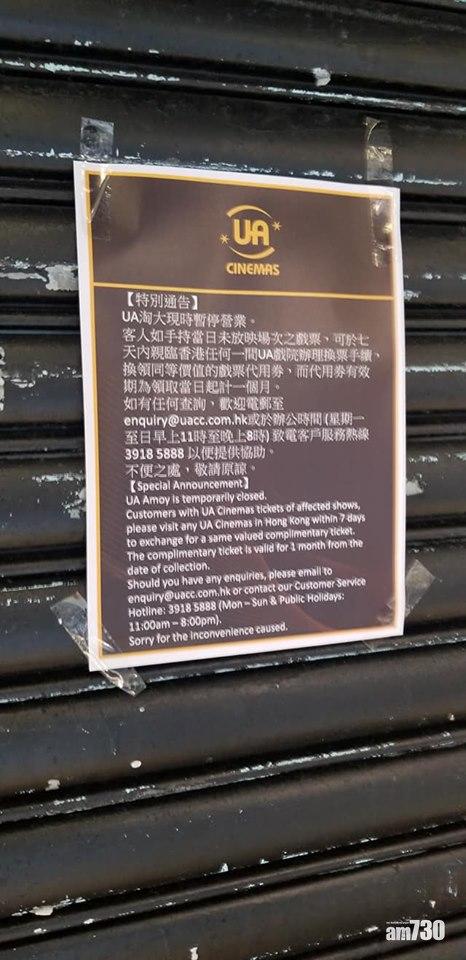 UA
CINEMAS
【特別通告】
UA淘大現時暫停營業。
客人如手持當日未放映場次之戲票，可於七
天內親臨香港任何一間UA戲院辦理換票手續，
換領同等價值的戲票代用券，而代用券有效
期為領取當日起計一個月。
如有任何查詢，歡迎電郵至
enquiry@uacc.com.hk或於辦公時間 (星期一
至日早上11時至晚上8時) 致電客戶服務熱線
3918 5888 以便提供協助。
不便之處，敬請原諒。
【Special Announcement】
UA Amoy is temporarily closed.
Customers with UA Cinemas tickets of affected shows,
please visit any UA Cinemas in Hong Kong within 7 days
to exchange for a same valued complimentary ticket.
The complimentary ticket is valid for 1 month from the
date of collection.
Should you have any enquiries, please email to
enquiry@uacc.com.hk or contact our Customer Service
Hotline: 3918 5888 (Mon – Sun & Public Holidays:
11:00am – 8:00pm).
Sorry for the inconvenience caused.
am730